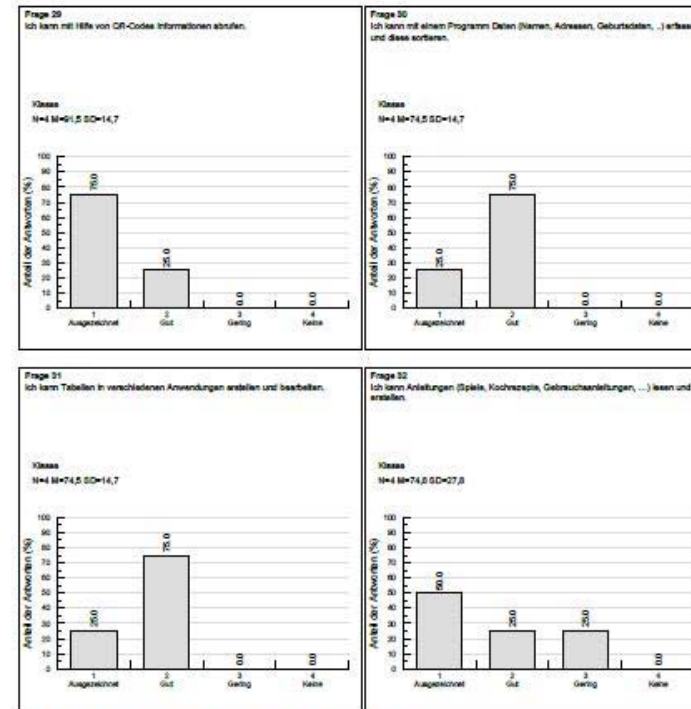 Frage 29
Ich kann mit Hilfe von QR-Codes Informationen abrufen.
Klasse
N=4 M=91,5 SD=14,7
Anteil der Antworten (%)
100
90
80
70
60
50
40
30
20
10
0
75.0
25.0
0.0
0.0
1
2
3
4
Ausgezeichnet
Gut
Gering
Keine
Frage 30
Ich kann mit einem Programm Daten (Namen, Adressen, Geburtsdaten, ..) erfasse
und diese sortieren.
Klasse
N=4 M=74,5 SD=14,7
Anteil der Antworten (%)
100
90
80
70
60
50
40
30
20
10
0
25.0
75.0
0.0
0.0
1
2
3
4
Ausgezeichnet
Gut
Gering
Keine
Frage 31
Ich kann Tabellen in verschiedenen Anwendungen erstellen und bearbeiten.
Klasse
N=4 M=74,5 SD=14,7
Anteil der Antworten (%)
100
90
80
70
60
50
40
30
20
10
0
25.0
75.0
0.0
0.0
1
2
3
4
Ausgezeichnet
Gut
Gering
Keine
Frage 32
Ich kann Anleitungen (Spiele, Kochrezepte, Gebrauchsanleitungen, ...) lesen und
erstellen.
Klasse
N=4 M=74,8 SD=27,8
Anteil der Antworten (%)
100
90
80
70
60
50
40
30
20
10
0
50.0
25.0
25.0
0.0
1
2
3
4
Ausgezeichnet
Gut
Gering
Keine